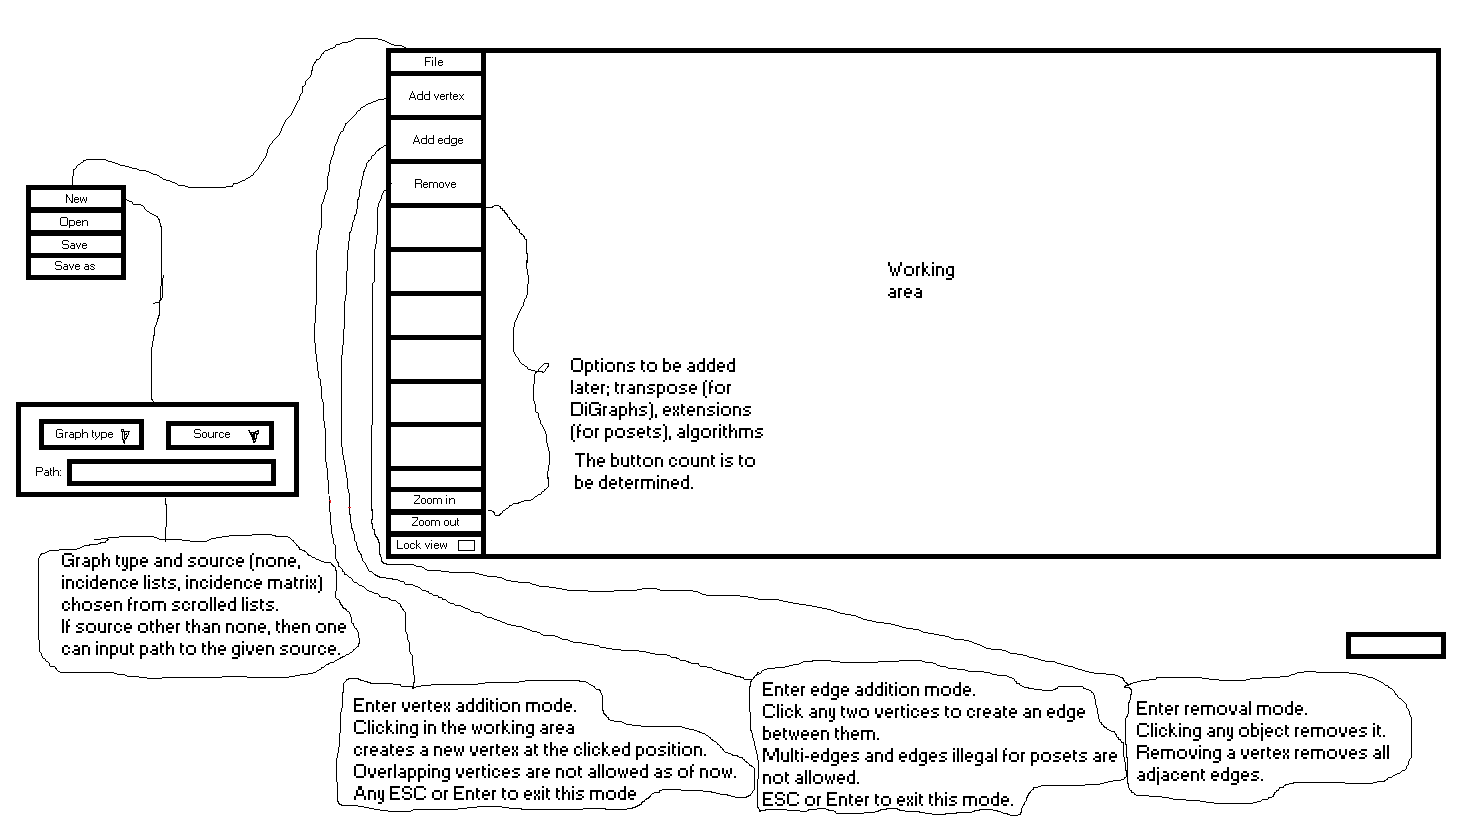 File
Add vertex
Add edge
Remove
New
Open
Save
Save as
Working
area
Options to be added
later; transpose (for
DiGraphs), extensions
(for posets), algorithms
The button count is to
be determined.
Graph type
Source
Path:
Zoom in
Zoom out
Lock view
Graph type and source (none,
incidence lists, incidence matrix)
chosen from scrolled lists.
If source other than none, then one
can input path to the given source.
Enter vertex addition mode.
Clicking in the working area
creates a new vertex at the clicked position.
Overlapping vertices are not allowed as of now.
Any ESC or Enter to exit this mode
Enter edge addition mode.
Click any two vertices to create an edge
between them.
Multi-edges and edges illegal for posets are
not allowed.
ESC or Enter to exit this mode.
Enter removal mode.
Clicking any object removes it.
Removing a vertex removes all
adjacent edges.